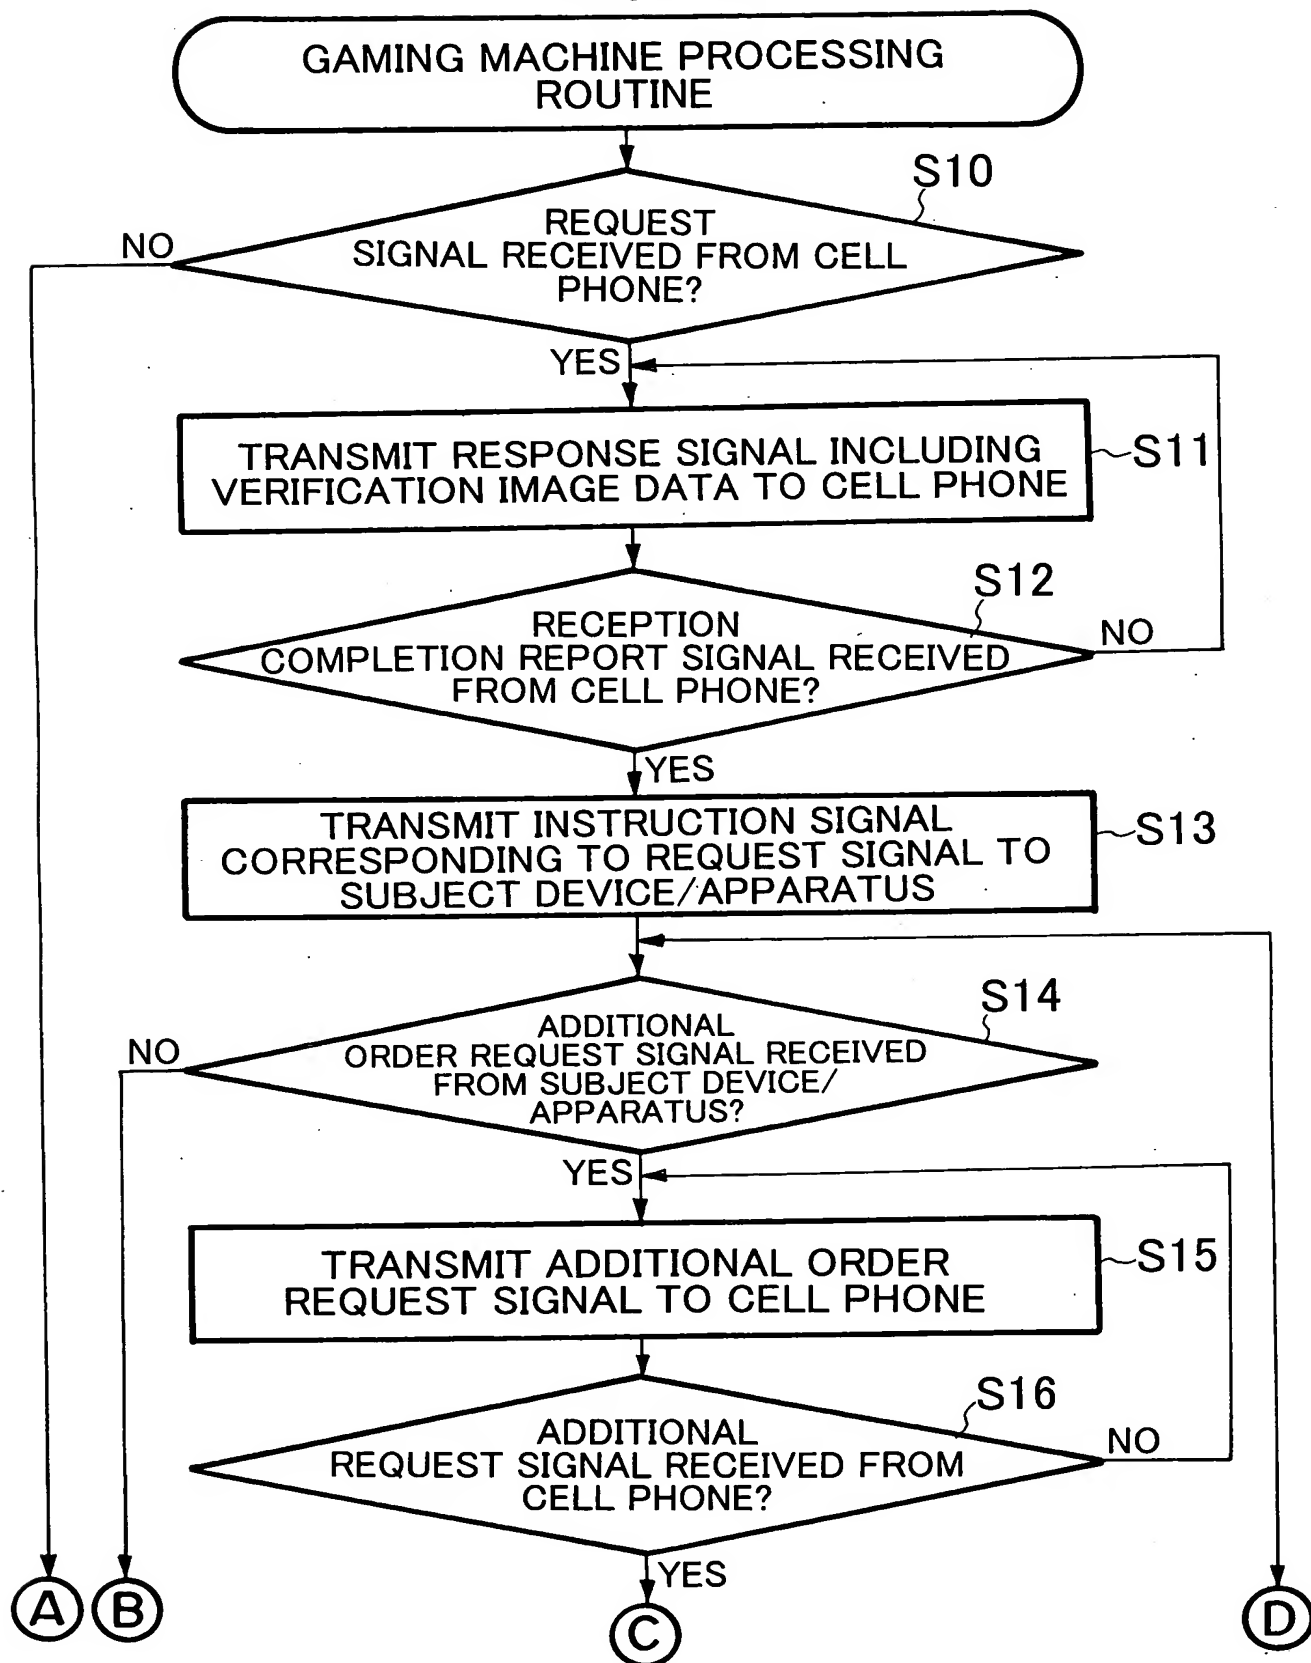 GAMING MACHINE PROCESSING
ROUTINE
S10
REQUEST
SIGNAL RECEIVED FROM CELL
PHONE?
NO
YES
TRANSMIT RESPONSE SIGNAL INCLUDING
VERIFICATION IMAGE DATA TO CELL PHONE
S11
S12
RECEPTION
COMPLETION REPORT SIGNAL RECEIVED
FROM CELL PHONE?
NO
YES
TRANSMIT INSTRUCTION SIGNAL
CORRESPONDING TO REQUEST SIGNAL TO
SUBJECT DEVICE/APPARATUS
S13
S14
ADDITIONAL
ORDER REQUEST SIGNAL RECEIVED
FROM SUBJECT DEVICE/
APPARATUS?
NO
YES
TRANSMIT ADDITIONAL ORDER
REQUEST SIGNAL TO CELL PHONE
S15
S16
ADDITIONAL
REQUEST SIGNAL RECEIVED FROM
CELL PHONE?
NO
YES
A
B
C
D